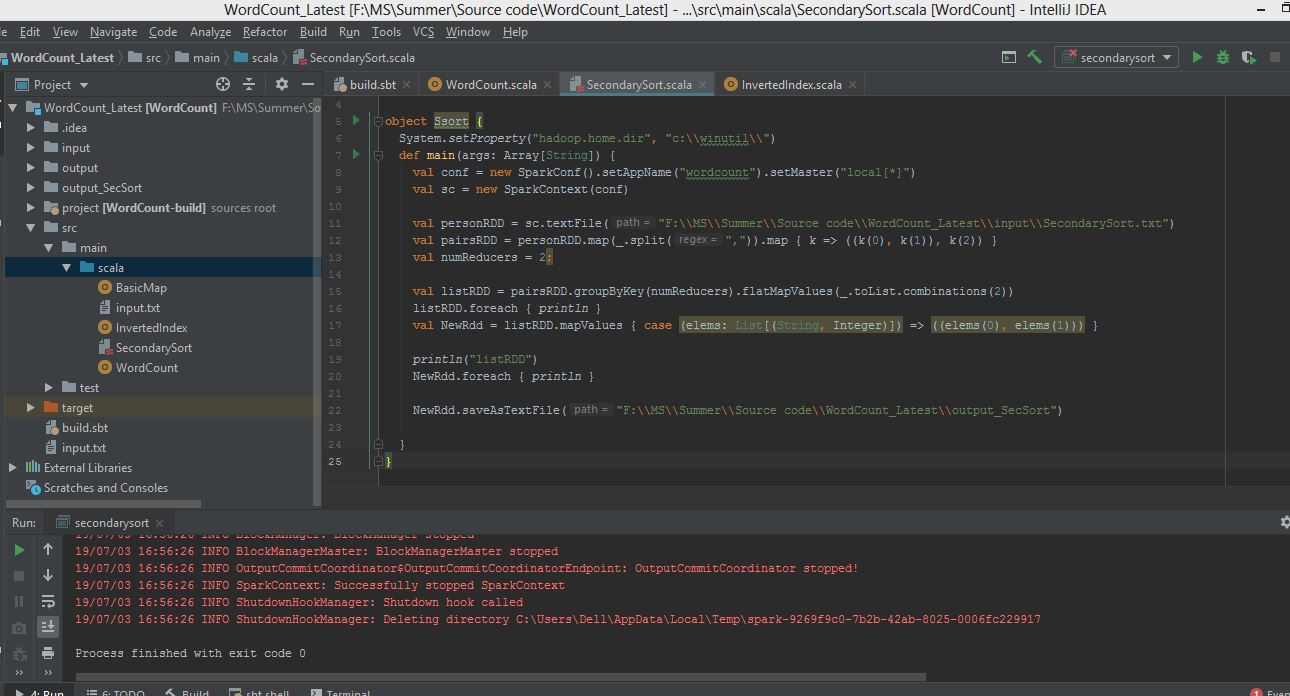 WordCount_Latest [F:\MS\Summer\Source code\WordCount_Latest] - ...\src\main\scala\SecondarySort.scala [WordCount] - IntelliJ IDEA
Edit View Navigate Code Analyze Refactor Build Run Tools VCS Window Help
WordCount_Latest src main scala SecondarySort.scala
secondarysort
Project
build.sbt WordCount.scala SecondarySort.scala InvertedIndex.scala
WordCount_Latest [WordCount] F:\MS\Summer\So
.idea
input
output
output_SecSort
project [WordCount-build] sources root
src
main
scala
BasicMap
input.txt
InvertedIndex
SecondarySort
WordCount
test
target
build.sbt
input.txt
External Libraries
Scratches and Consoles
4
5 object Ssort {
6 System.setProperty("hadoop.home.dir", "c:\\winutil\\")
7 def main(args: Array[String]) {
8 val conf = new SparkConf().setAppName("wordcount").setMaster("local[*]")
9 val sc = new SparkContext(conf)
10
11 val personRDD = sc.textFile( path = "F:\\MS\\Summer\\Source code\\WordCount_Latest\\input\\SecondarySort.txt")
12 val pairsRDD = personRDD.map(_.split( regex = ",")).map { k => ((k(0), k(1)), k(2)) }
13 val numReducers = 2;
14
15 val listRDD = pairsRDD.groupByKey(numReducers).flatMapValues(_.toList.combinations(2))
16 listRDD.foreach { println }
17 val NewRdd = listRDD.mapValues { case (elems: List[(String, Integer)]) => ((elems(0), elems(1))) }
18
19 println("listRDD")
20 NewRdd.foreach { println }
21
22 NewRdd.saveAsTextFile( path = "F:\\MS\\Summer\\Source code\\WordCount_Latest\\output_SecSort")
23
24 }
25 }
Run: secondarysort
19/07/03 16:56:26 INFO BlockManager: BlockManager stopped
19/07/03 16:56:26 INFO BlockManagerMaster: BlockManagerMaster stopped
19/07/03 16:56:26 INFO OutputCommitCoordinator$OutputCommitCoordinatorEndpoint: OutputCommitCoordinator stopped!
19/07/03 16:56:26 INFO SparkContext: Successfully stopped SparkContext
19/07/03 16:56:26 INFO ShutdownHookManager: Shutdown hook called
19/07/03 16:56:26 INFO ShutdownHookManager: Deleting directory C:\Users\Dell\AppData\Local\Temp\spark-9269f9c0-7b2b-42ab-8025-0006fc229917
Process finished with exit code 0
4: Run 6: TODO Build sbt shell Terminal 1